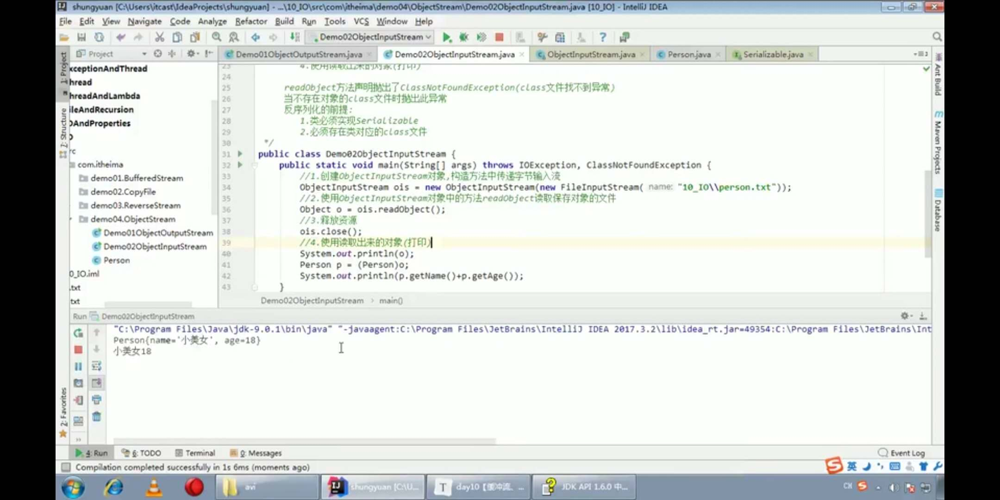 shungyuan [C:\Users\itcast\IdeaProjects\shungyuan] - ...\10_IO\src\com\itheima\demo04\ObjectStream\Demo02ObjectInputStream.java [10_IO] - IntelliJ IDEA
File Edit View Navigate Code Analyze Refactor Build Run Tools VCS Window Help
Demo02ObjectInputStream
Project
Demo01ObjectOutputStream.java
Demo02ObjectInputStream.java
ObjectInputStream.java
Person.java
Serializable.java
1: Project
2: Structure
2: Favorites
Ant Build
Maven Projects
Database
xceptionAndThread
hread
hreadAndLambda
ileAndRecursion
OAndProperties
O
rc
com.itheima
demo01.BufferedStream
demo02.CopyFile
demo03.ReverseStream
demo04.ObjectStream
Demo01ObjectOutputStream
Demo02ObjectInputStream
Person
0_IO.iml
.txt
txt
23 4.使用读取出来的对象(打印)
24
25 readObject方法声明抛出了ClassNotFoundException(class文件找不到异常)
26 当不存在对象的class文件时抛出此异常
27 反序列化的前提:
28 1.类必须实现Serializable
29 2.必须存在类对应的class文件
30 */
31 public class Demo02ObjectInputStream {
32 public static void main(String[] args) throws IOException, ClassNotFoundException {
33 //1.创建ObjectInputStream对象,构造方法中传递字节输入流
34 ObjectInputStream ois = new ObjectInputStream(new FileInputStream( name: "10_IO\\person.txt"));
35 //2.使用ObjectInputStream对象中的方法readObject读取保存对象的文件
36 Object o = ois.readObject();
37 //3.释放资源
38 ois.close();
39 //4.使用读取出来的对象(打印)
40 System.out.println(o);
41 Person p = (Person)o;
42 System.out.println(p.getName()+p.getAge());
43 }
Demo02ObjectInputStream › main()
Run Demo02ObjectInputStream
"C:\Program Files\Java\jdk-9.0.1\bin\java" "-javaagent:C:\Program Files\JetBrains\IntelliJ IDEA 2017.3.2\lib\idea_rt.jar=49354:C:\Program Files\JetBrains\Int
Person{name='小美女', age=18}
小美女18
4: Run 6: TODO Terminal 0: Messages Event Log
Compilation completed successfully in 1s 6ms (moments ago)
英
avi
shungyuan [C:\U...
day10【缓冲流、...
JDK API 1.6.0 中...
CH